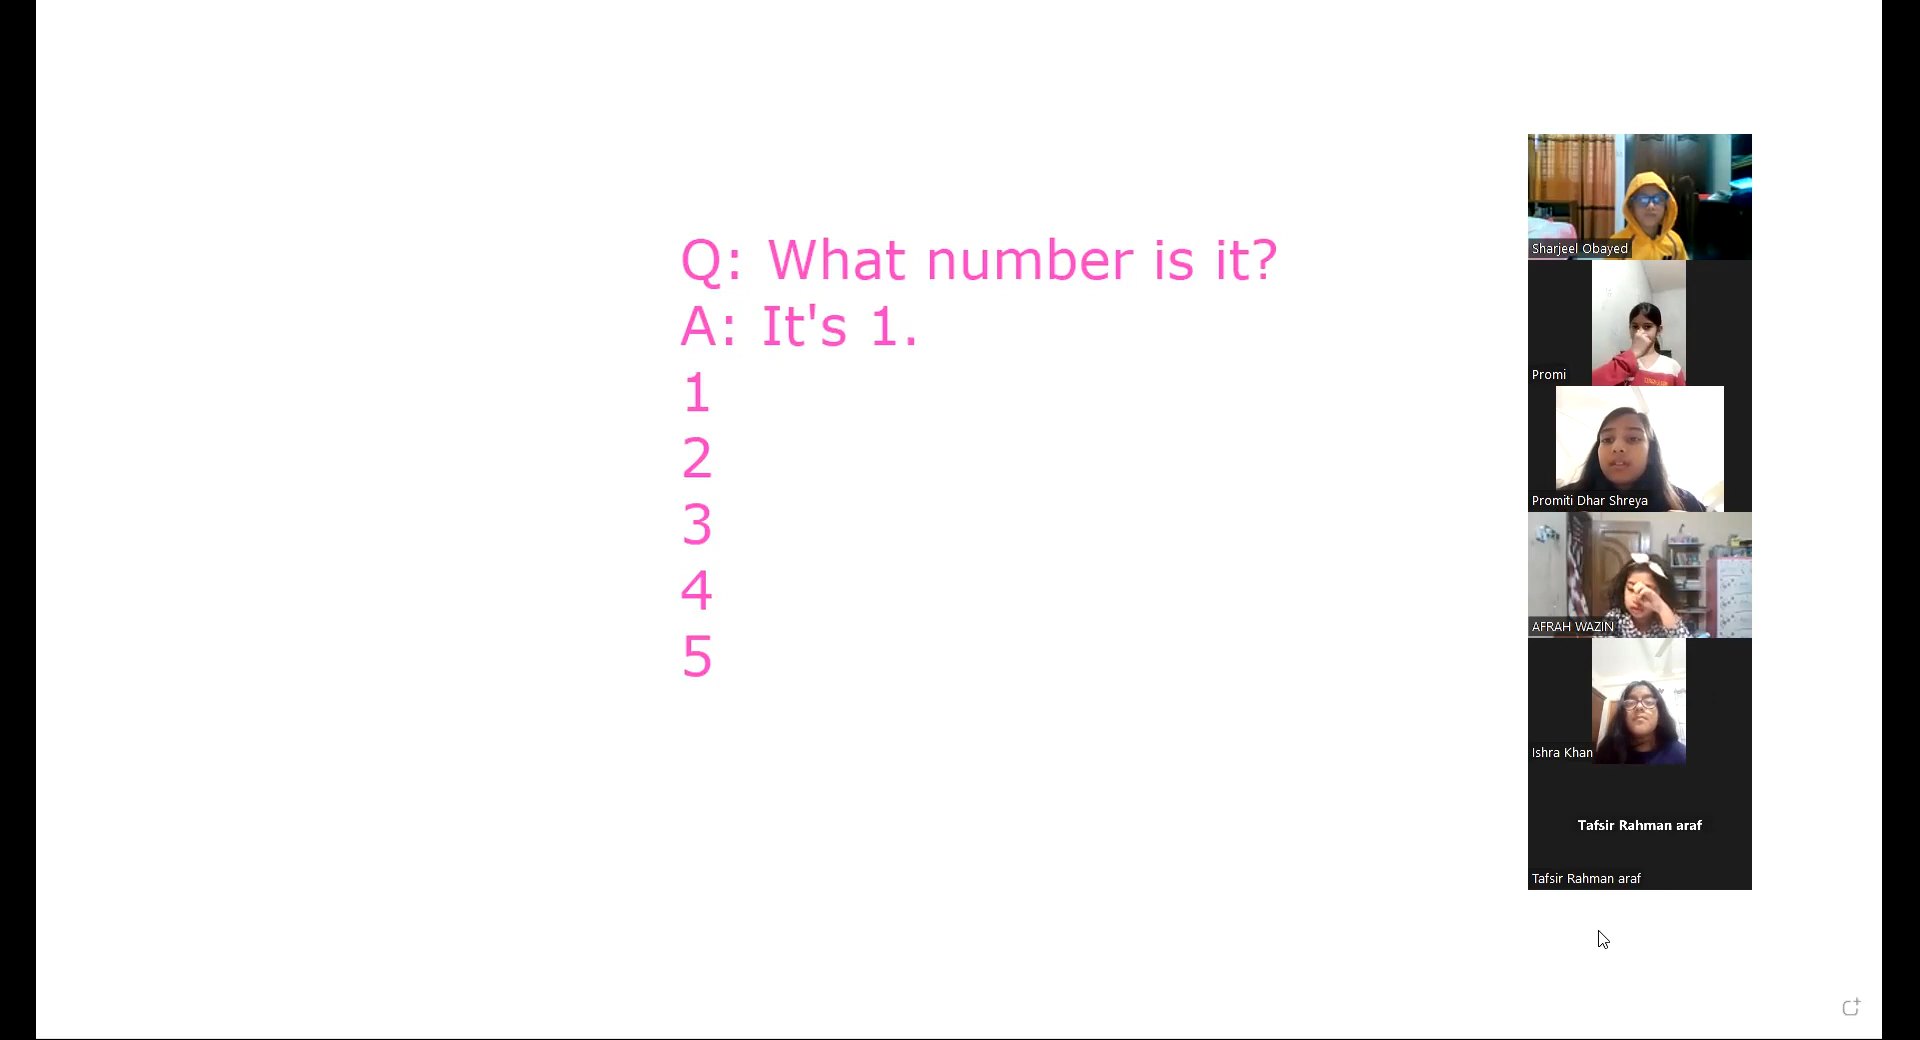 Q: What number is it?
A: It's 1.
1
2
3
4
5
Sharjeel Obayed
Promi
Promiti Dhar Shreya
AFRAH WAZIN
Ishra Khan
Tafsir Rahman araf
Tafsir Rahman araf